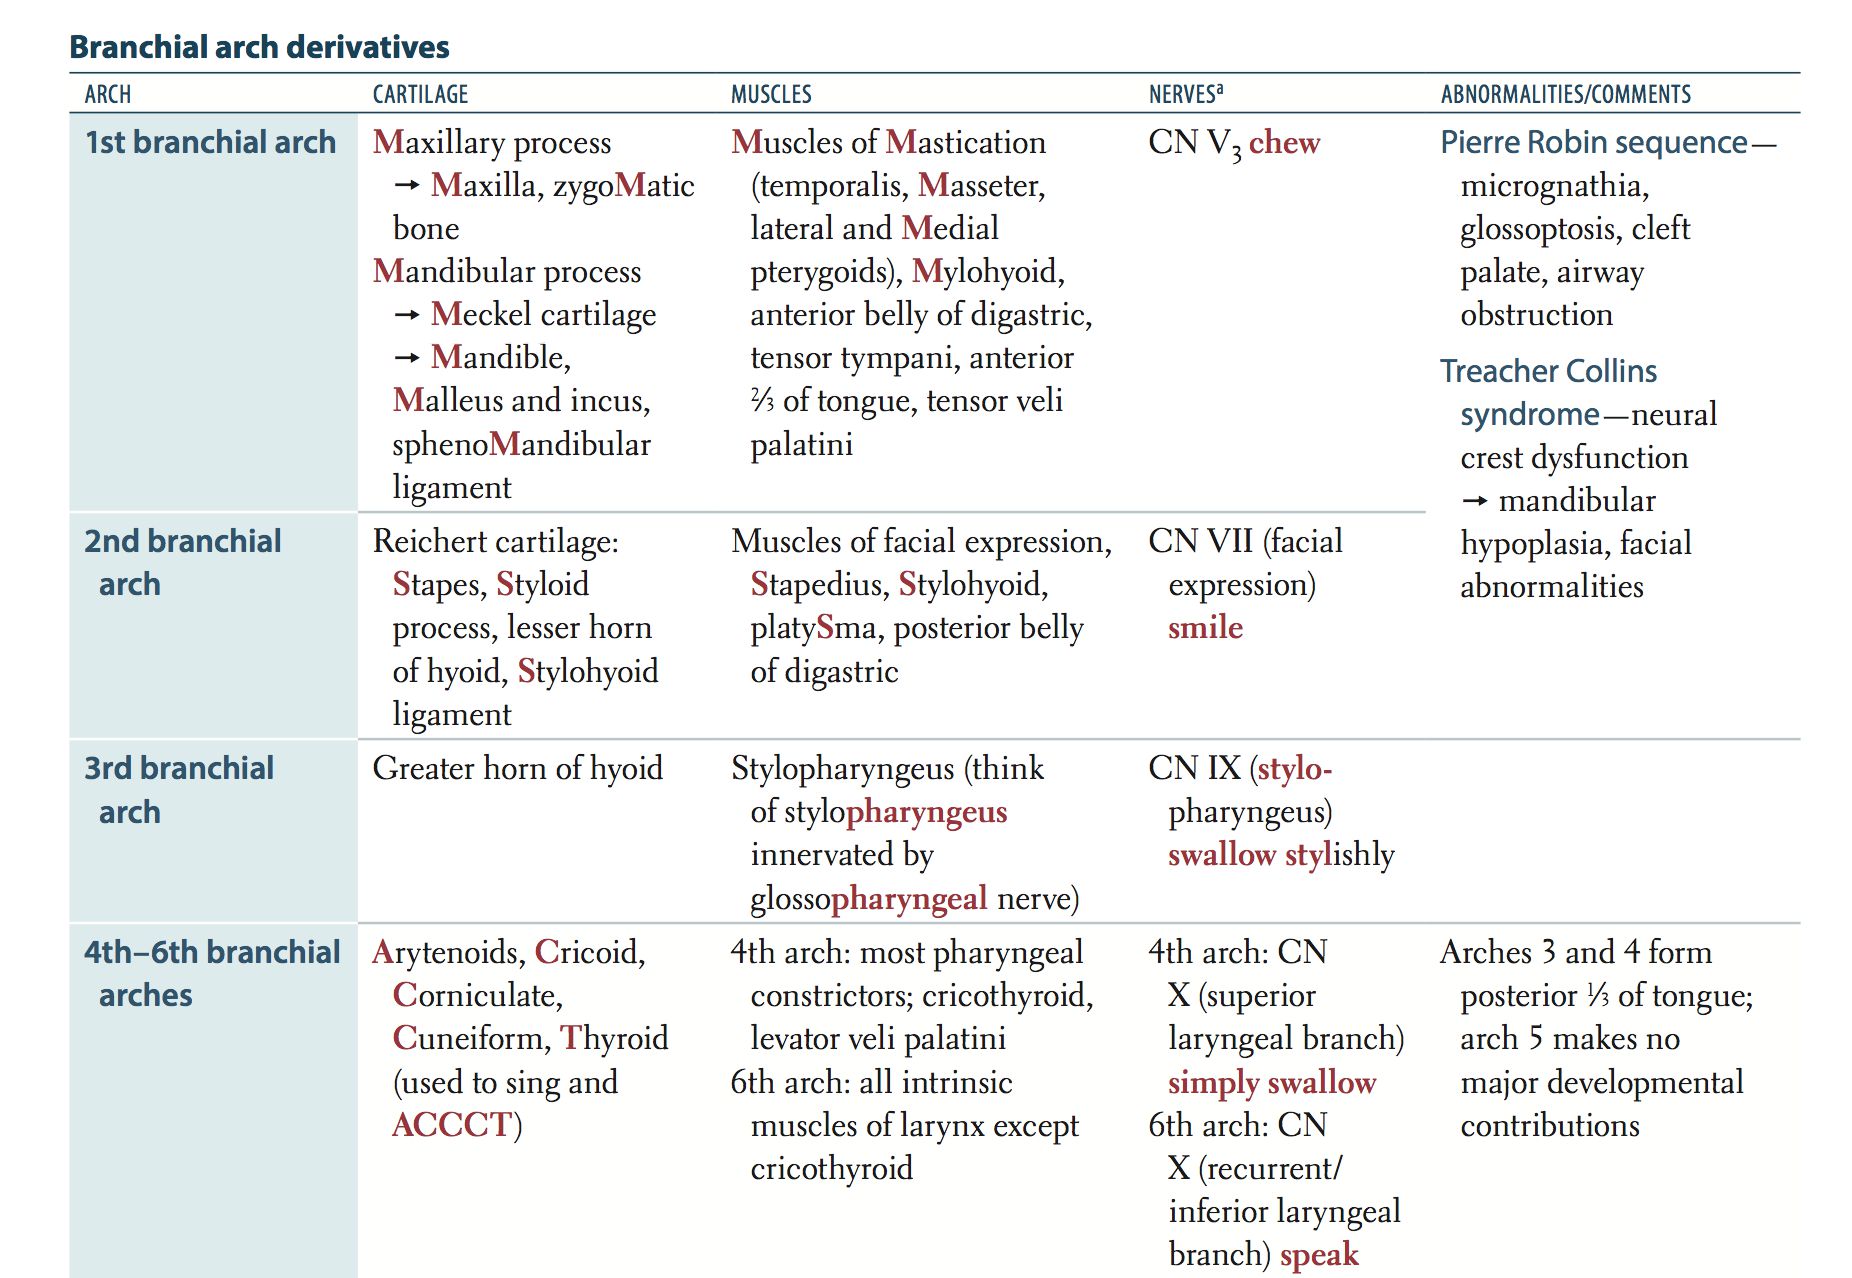 Branchial arch derivatives
ARCH CARTILAGE MUSCLES NERVESª ABNORMALITIES/COMMENTS
1st branchial arch
Maxillary process
→ Maxilla, zygoMatic
bone
Mandibular process
→ Meckel cartilage
→ Mandible,
Malleus and incus,
sphenoMandibular
ligament
Muscles of Mastication
(temporalis, Masseter,
lateral and Medial
pterygoids), Mylohyoid,
anterior belly of digastric,
tensor tympani, anterior
⅔ of tongue, tensor veli
palatini
CN V₃ chew
Pierre Robin sequence—
micrognathia,
glossoptosis, cleft
palate, airway
obstruction
Treacher Collins
syndrome—neural
crest dysfunction
→ mandibular
hypoplasia, facial
abnormalities
2nd branchial
arch
Reichert cartilage:
Stapes, Styloid
process, lesser horn
of hyoid, Stylohyoid
ligament
Muscles of facial expression,
Stapedius, Stylohyoid,
platySma, posterior belly
of digastric
CN VII (facial
expression)
smile
3rd branchial
arch
Greater horn of hyoid
Stylopharyngeus (think
of stylopharyngeus
innervated by
glossopharyngeal nerve)
CN IX (stylo-
pharyngeus)
swallow stylishly
4th–6th branchial
arches
Arytenoids, Cricoid,
Corniculate,
Cuneiform, Thyroid
(used to sing and
ACCCT)
4th arch: most pharyngeal
constrictors; cricothyroid,
levator veli palatini
6th arch: all intrinsic
muscles of larynx except
cricothyroid
4th arch: CN
X (superior
laryngeal branch)
simply swallow
6th arch: CN
X (recurrent/
inferior laryngeal
branch) speak
Arches 3 and 4 form
posterior ⅓ of tongue;
arch 5 makes no
major developmental
contributions